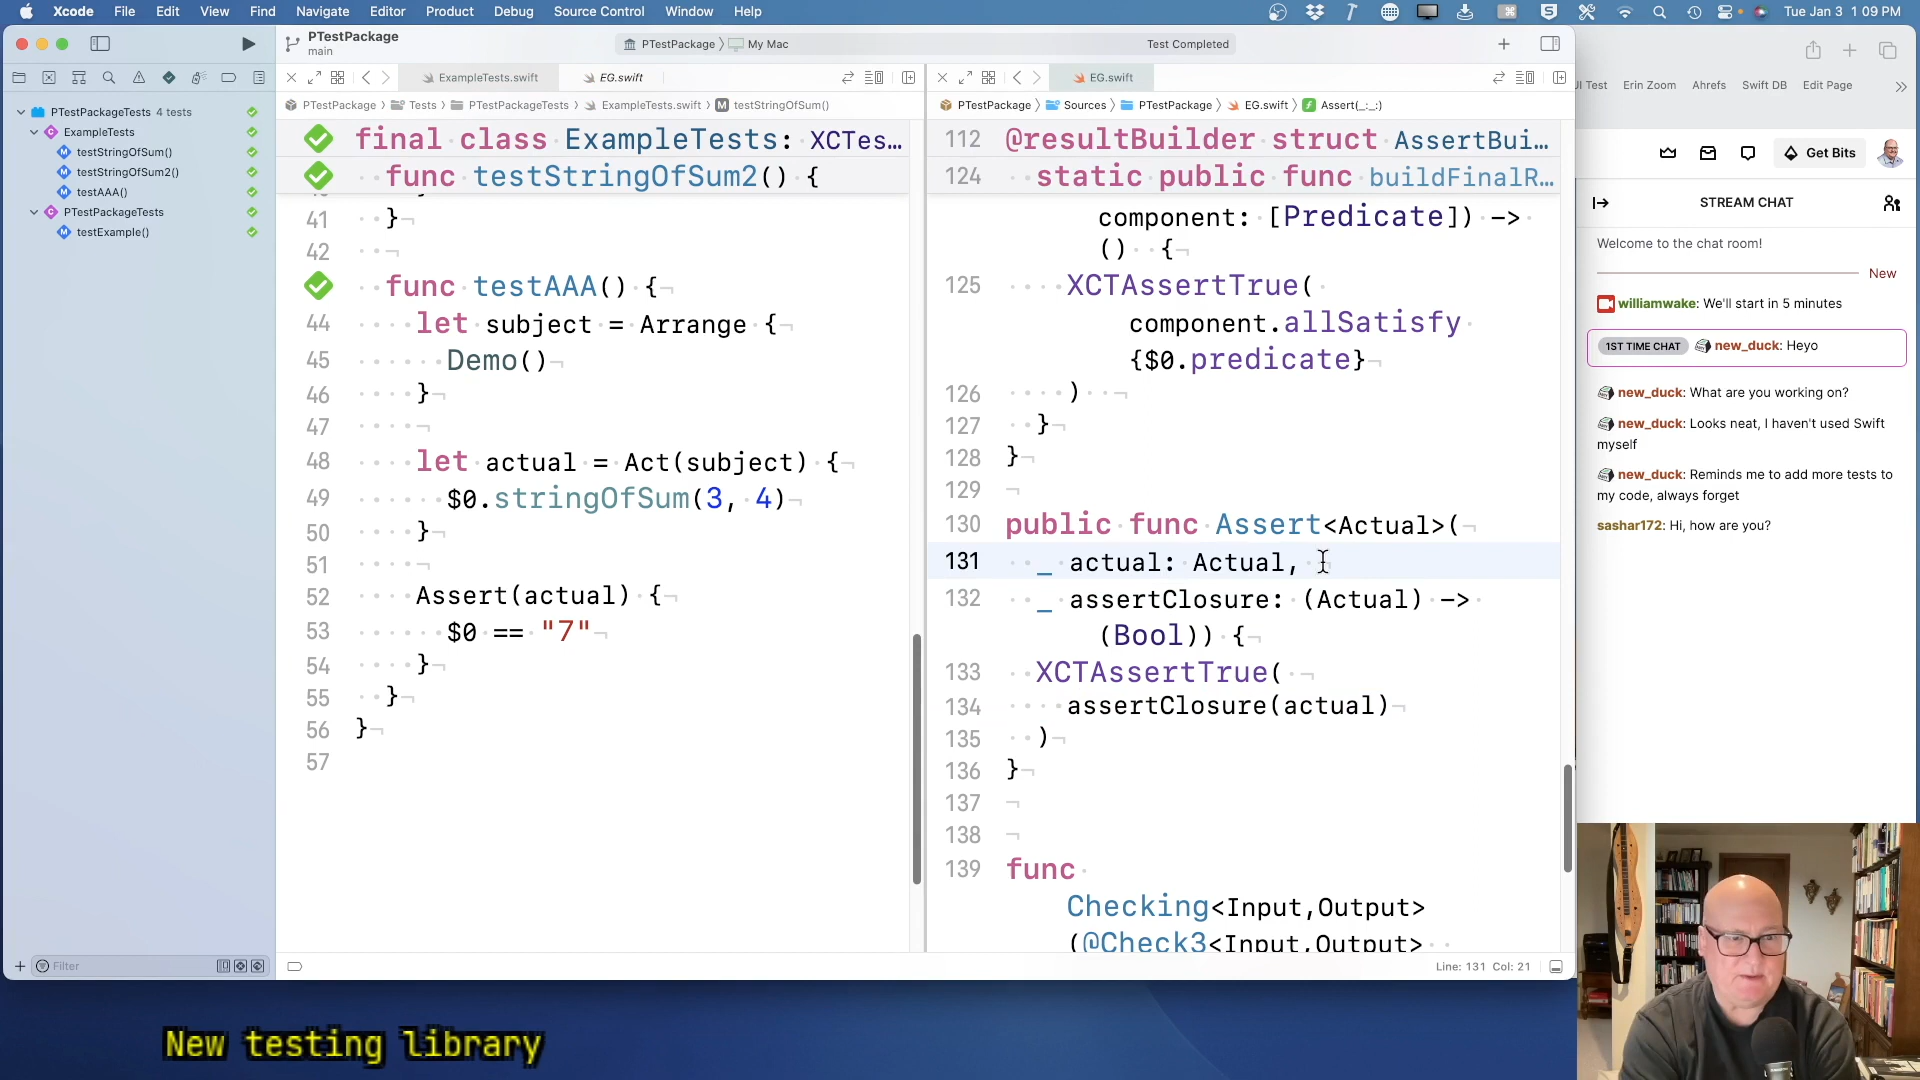 Xcode File Edit View Find Navigate Editor Product Debug Source Control Window Help
Tue Jan 3 1:09 PM
PTestPackage
main
PTestPackage
My Mac
Test Completed
ExampleTests.swift
EG.swift
EG.swift
PTestPackage
Tests
PTestPackageTests
ExampleTests.swift
testStringOfSum()
PTestPackage
Sources
PTestPackage
EG.swift
Assert(_:_:)
PTestPackageTests 4 tests
ExampleTests
testStringOfSum()
testStringOfSum2()
testAAA()
PTestPackageTests
testExample()
Filter
final class ExampleTests: XCTes…
func testStringOfSum2() {
41 }
42
func testAAA() {
44 let subject = Arrange {
45 Demo()
46 }
47
48 let actual = Act(subject) {
49 $0.stringOfSum(3, 4)
50 }
51
52 Assert(actual) {
53 $0 == "7"
54 }
55 }
56 }
57
112 @resultBuilder struct AssertBui…
124 static public func buildFinalR…
component: [Predicate]) ->
() {
125 XCTAssertTrue(
component.allSatisfy
{$0.predicate}
126 )
127 }
128 }
129
130 public func Assert<Actual>(
131 _ actual: Actual,
132 _ assertClosure: (Actual) ->
(Bool)) {
133 XCTAssertTrue(
134 assertClosure(actual)
135 )
136 }
137
138
139 func
Checking<Input,Output>
(@Check3<Input,Output>
Line: 131 Col: 21
UI Test Erin Zoom Ahrefs Swift DB Edit Page
Get Bits
STREAM CHAT
Welcome to the chat room!
New
williamwake: We'll start in 5 minutes
1ST TIME CHAT new_duck: Heyo
new_duck: What are you working on?
new_duck: Looks neat, I haven't used Swift
myself
new_duck: Reminds me to add more tests to
my code, always forget
sashar172: Hi, how are you?
New testing library